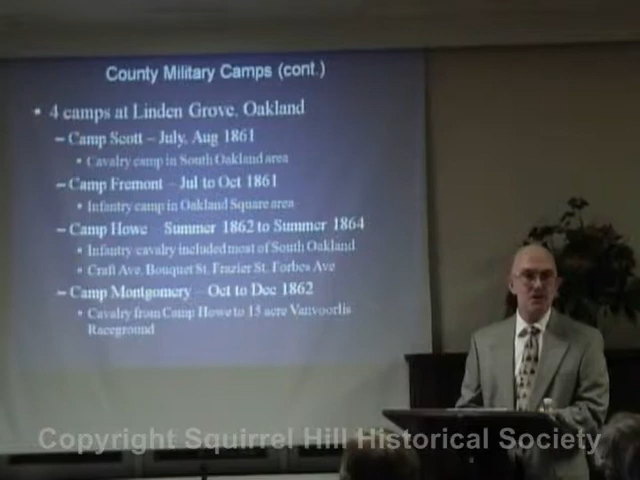 County Military Camps (cont.)
• 4 camps at Linden Grove, Oakland
– Camp Scott – July, Aug 1861
• Cavalry camp in South Oakland area
– Camp Fremont – Jul to Oct 1861
• Infantry camp in Oakland Square area
– Camp Howe – Summer 1862 to Summer 1864
• Infantry/cavalry included most of South Oakland
• Craft Ave, Bouquet St, Frazier St, Forbes Ave
– Camp Montgomery – Oct to Dec 1862
• Cavalry from Camp Howe to 15 acre Vanvoorlis
Raceground
Copyright Squirrel Hill Historical Society